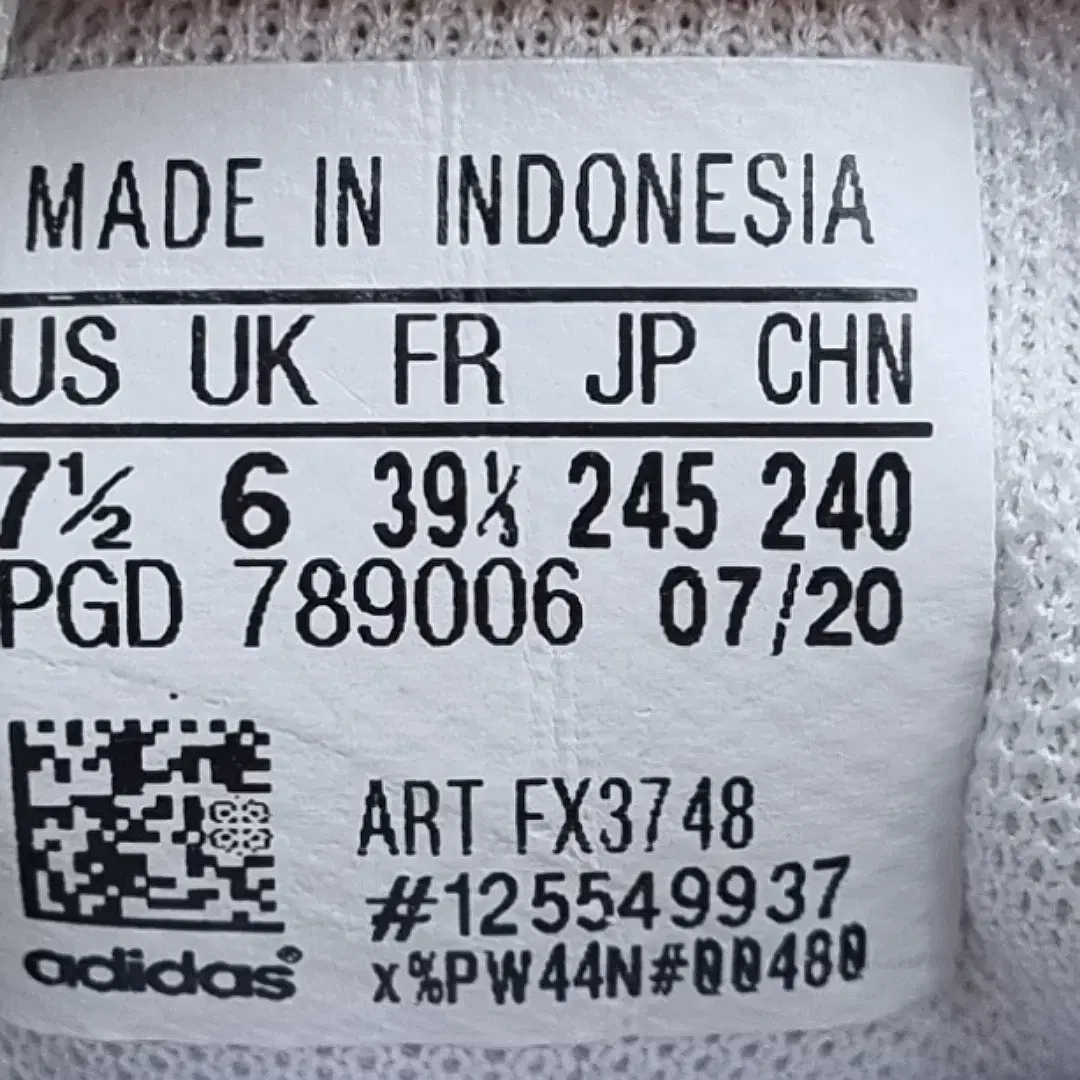 MADE IN INDONESIA
US UK FR JP CHN
7½ 6 39⅓ 245 240
PGD 789006 07/20
ART FX3748
#125549937
adidas®
x%PW44N#00480